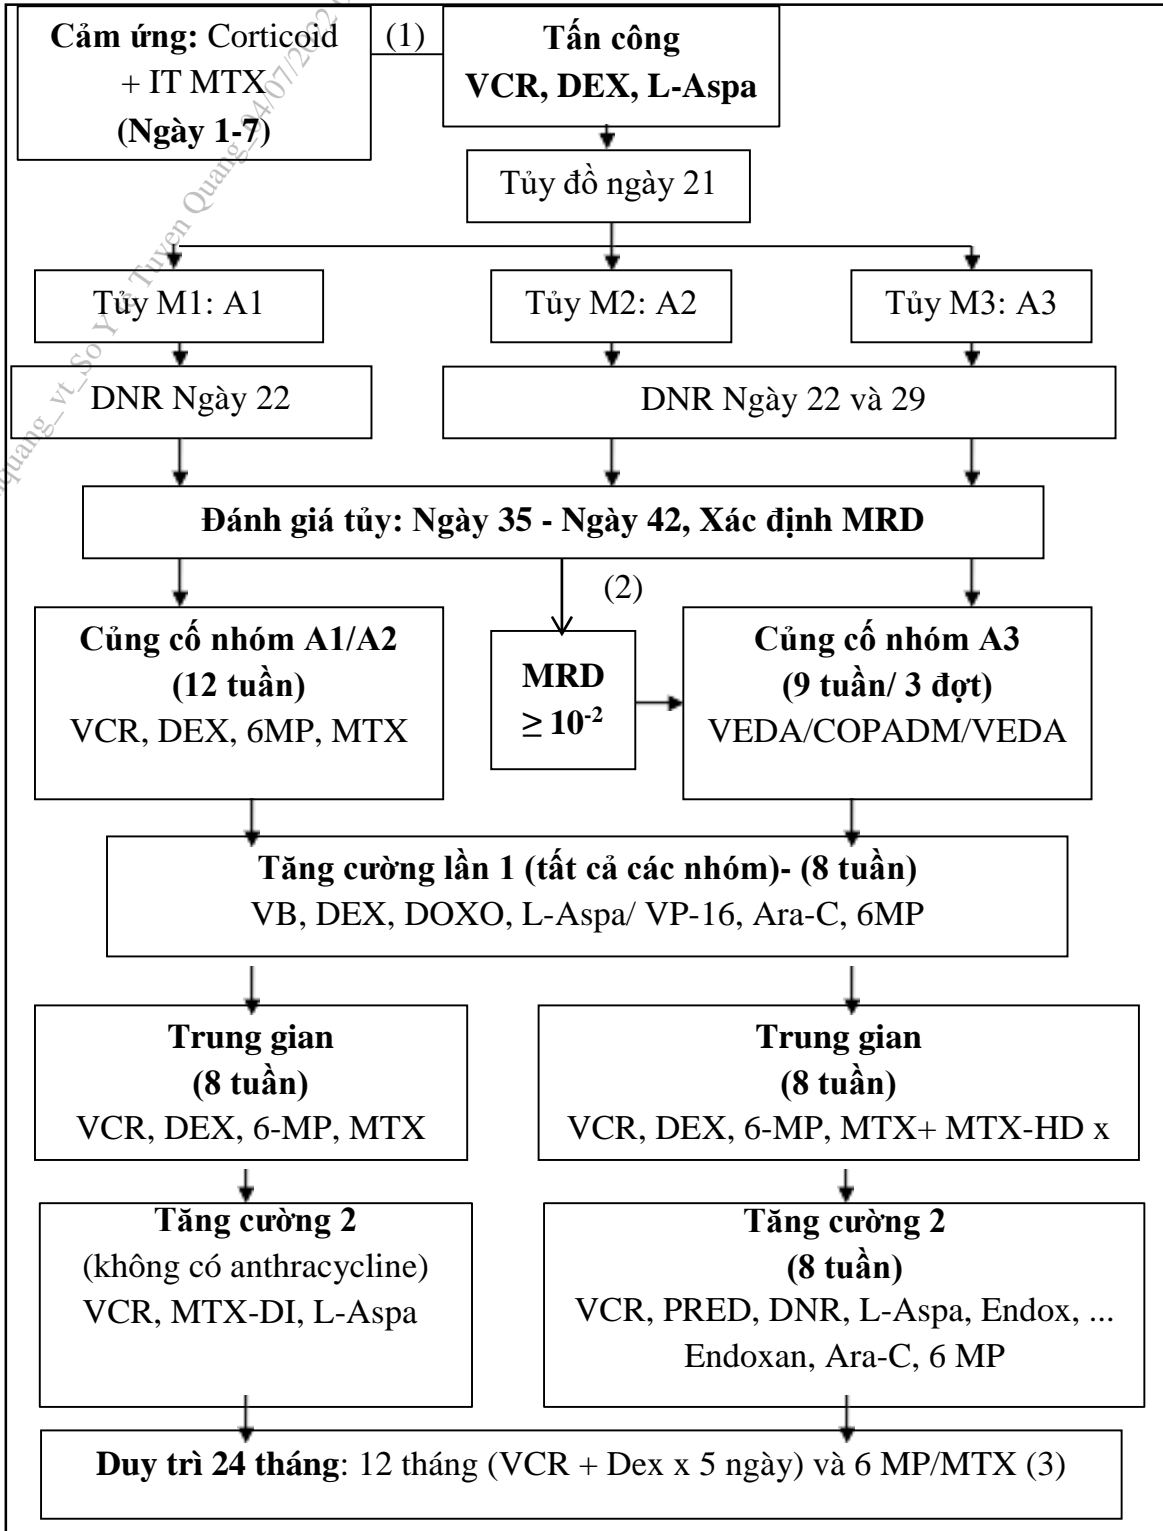 Cảm ứng: Corticoid
+ IT MTX
(Ngày 1-7)
(1)
Tấn công
VCR, DEX, L-Aspa
Tủy đồ ngày 21
Tủy M1: A1
Tủy M2: A2
Tủy M3: A3
DNR Ngày 22
DNR Ngày 22 và 29
Đánh giá tủy: Ngày 35 - Ngày 42, Xác định MRD
(2)
Củng cố nhóm A1/A2
(12 tuần)
VCR, DEX, 6MP, MTX
MRD
≥ 10⁻²
Củng cố nhóm A3
(9 tuần/ 3 đợt)
VEDA/COPADM/VEDA
Tăng cường lần 1 (tất cả các nhóm)- (8 tuần)
VB, DEX, DOXO, L-Aspa/ VP-16, Ara-C, 6MP
Trung gian
(8 tuần)
VCR, DEX, 6-MP, MTX
Trung gian
(8 tuần)
VCR, DEX, 6-MP, MTX+ MTX-HD x
Tăng cường 2
(không có anthracycline)
VCR, MTX-DI, L-Aspa
Tăng cường 2
(8 tuần)
VCR, PRED, DNR, L-Aspa, Endox, ...
Endoxan, Ara-C, 6 MP
Duy trì 24 tháng: 12 tháng (VCR + Dex x 5 ngày) và 6 MP/MTX (3)
quang_vt_So Y te Tuyen Quang_04/07/2022